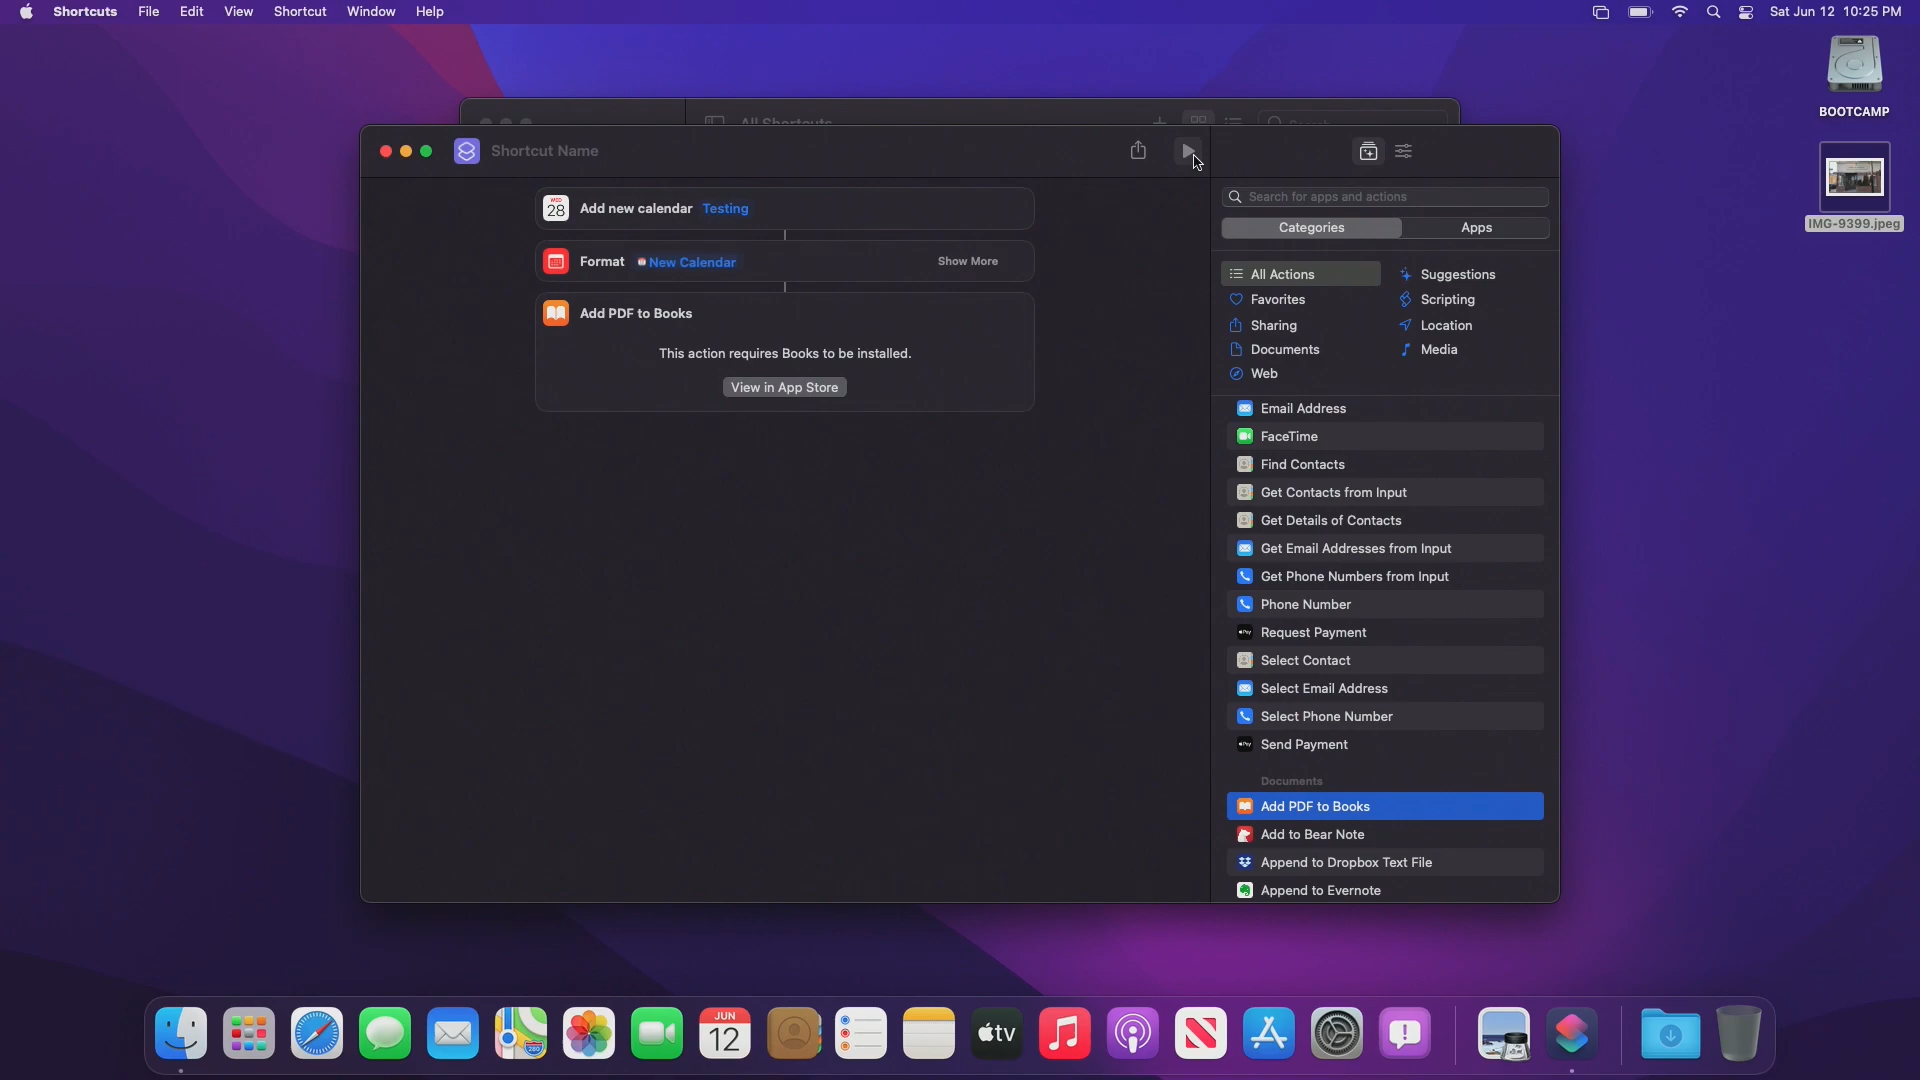 Shortcuts File Edit View Shortcut Window Help
Sat Jun 12 10:25 PM
BOOTCAMP
IMG-9399.jpeg
All Shortcuts
Search
Shortcut Name
WED
28
Add new calendar Testing
Format New Calendar
Show More
Add PDF to Books
This action requires Books to be installed.
View in App Store
Search for apps and actions
Categories
Apps
All Actions
Suggestions
Favorites
Scripting
Sharing
Location
Documents
Media
Web
Email Address
FaceTime
Find Contacts
Get Contacts from Input
Get Details of Contacts
Get Email Addresses from Input
Get Phone Numbers from Input
Phone Number
Request Payment
Select Contact
Select Email Address
Select Phone Number
Send Payment
Documents
Add PDF to Books
Add to Bear Note
Append to Dropbox Text File
Append to Evernote
JUN
12
tv
280